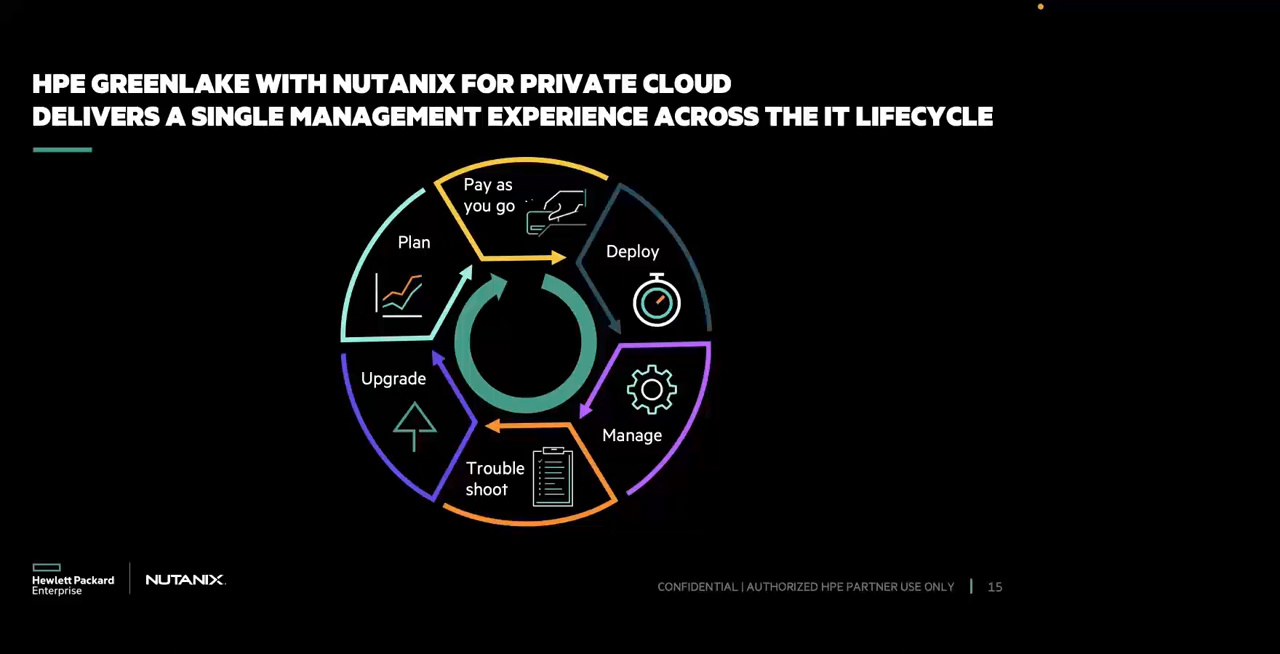 HPE GREENLAKE WITH NUTANIX FOR PRIVATE CLOUD
DELIVERS A SINGLE MANAGEMENT EXPERIENCE ACROSS THE IT LIFECYCLE
Pay as
you go
Plan
Deploy
Upgrade
Manage
Trouble
shoot
Hewlett Packard
Enterprise
NUTANIX.
CONFIDENTIAL | AUTHORIZED HPE PARTNER USE ONLY | 15